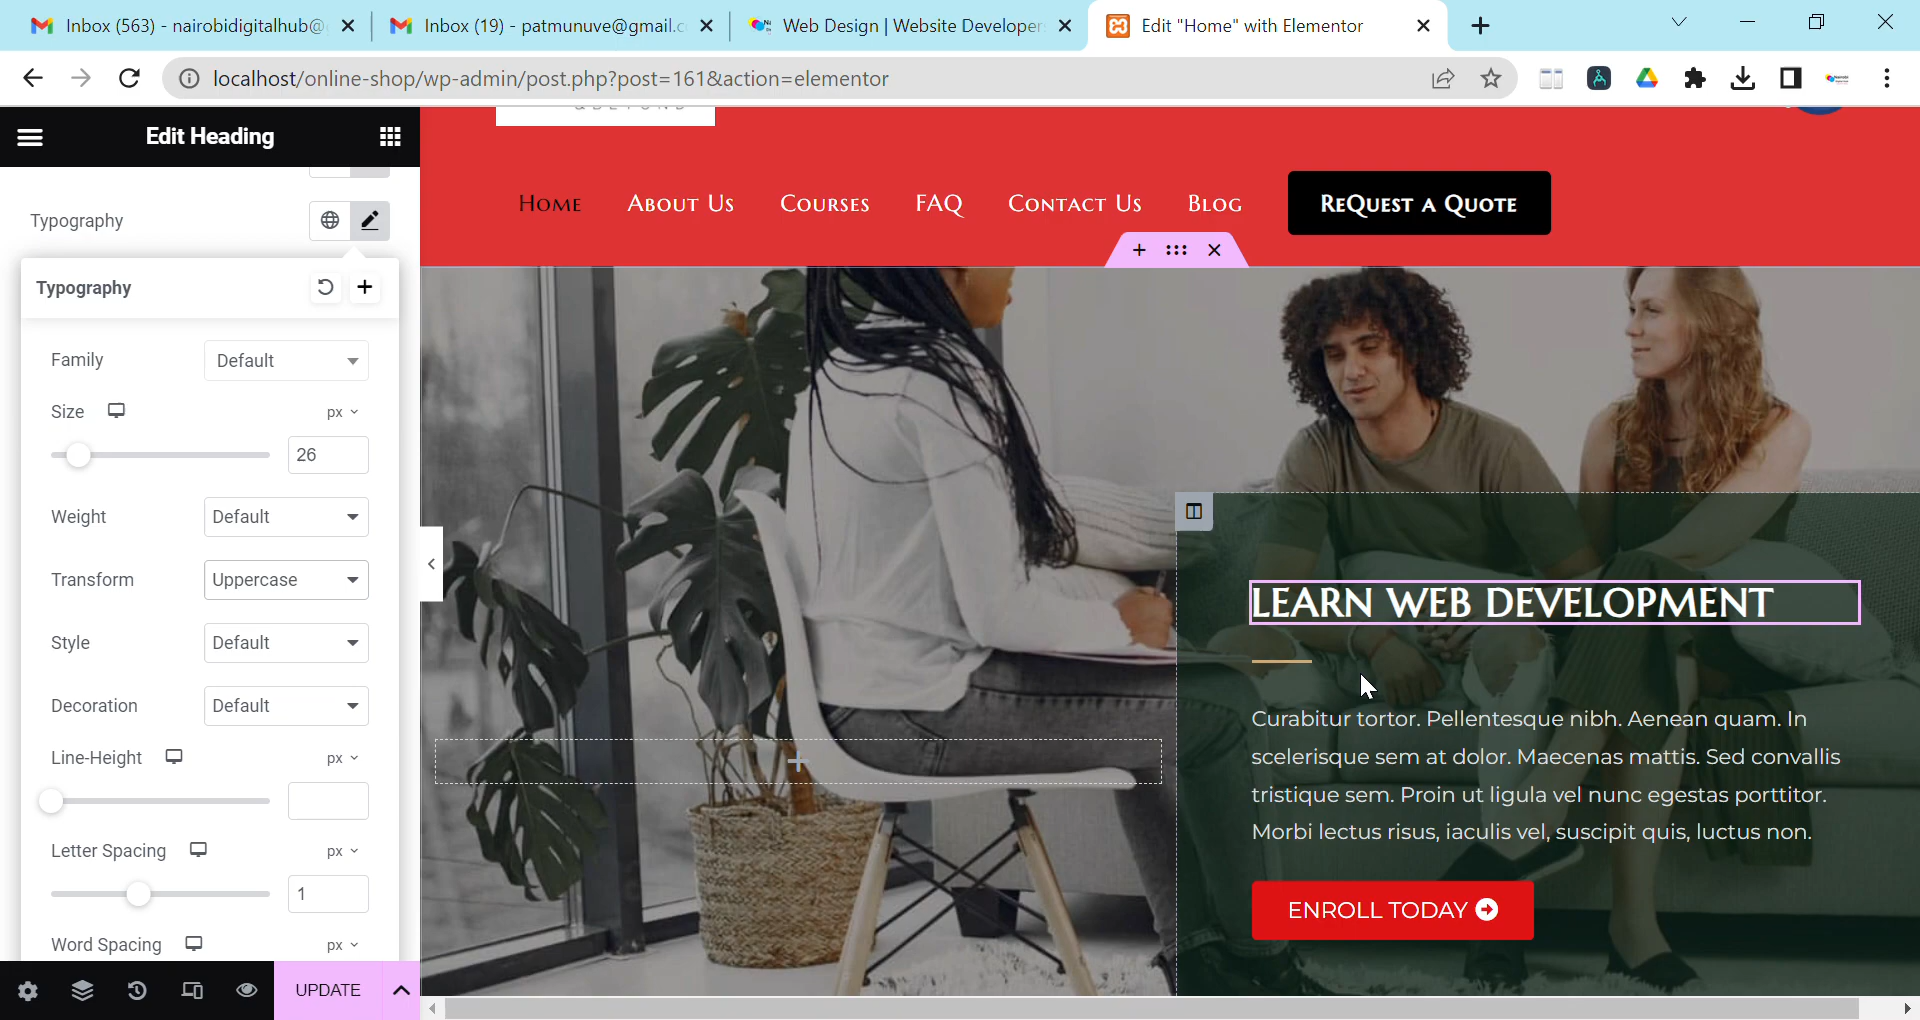 Inbox (563) - nairobidigitalhub@
Inbox (19) - patmunuve@gmail.c
Web Design | Website Developer
Edit "Home" with Elementor
localhost/online-shop/wp-admin/post.php?post=161&action=elementor
Edit Heading
Typography
Typography
Family Default
Size px
26
Weight Default
Transform Uppercase
Style Default
Decoration Default
Line-Height px
Letter Spacing px
1
Word Spacing px
UPDATE
Home About Us Courses FAQ Contact Us Blog ReQuest a Quote
LEARN WEB DEVELOPMENT
Curabitur tortor. Pellentesque nibh. Aenean quam. In
scelerisque sem at dolor. Maecenas mattis. Sed convallis
tristique sem. Proin ut ligula vel nunc egestas porttitor.
Morbi lectus risus, iaculis vel, suscipit quis, luctus non.
ENROLL TODAY